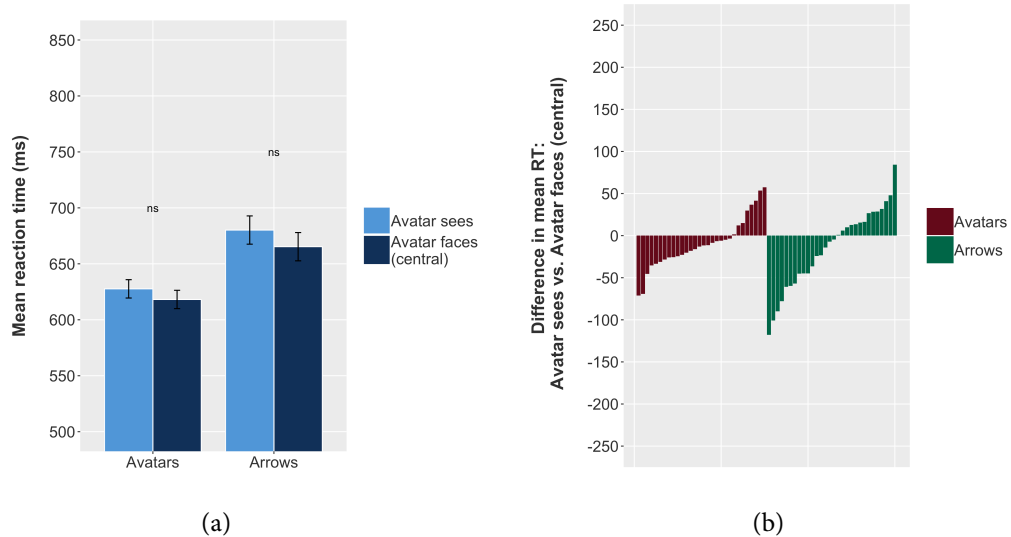 Mean reaction time (ms)
850
800
750
700
650
600
550
500
ns
ns
Avatars
Arrows
Avatar sees
Avatar faces
(central)
(a)
Difference in mean RT:
Avatar sees vs. Avatar faces (central)
250
200
150
100
50
0
-50
-100
-150
-200
-250
Avatars
Arrows
(b)